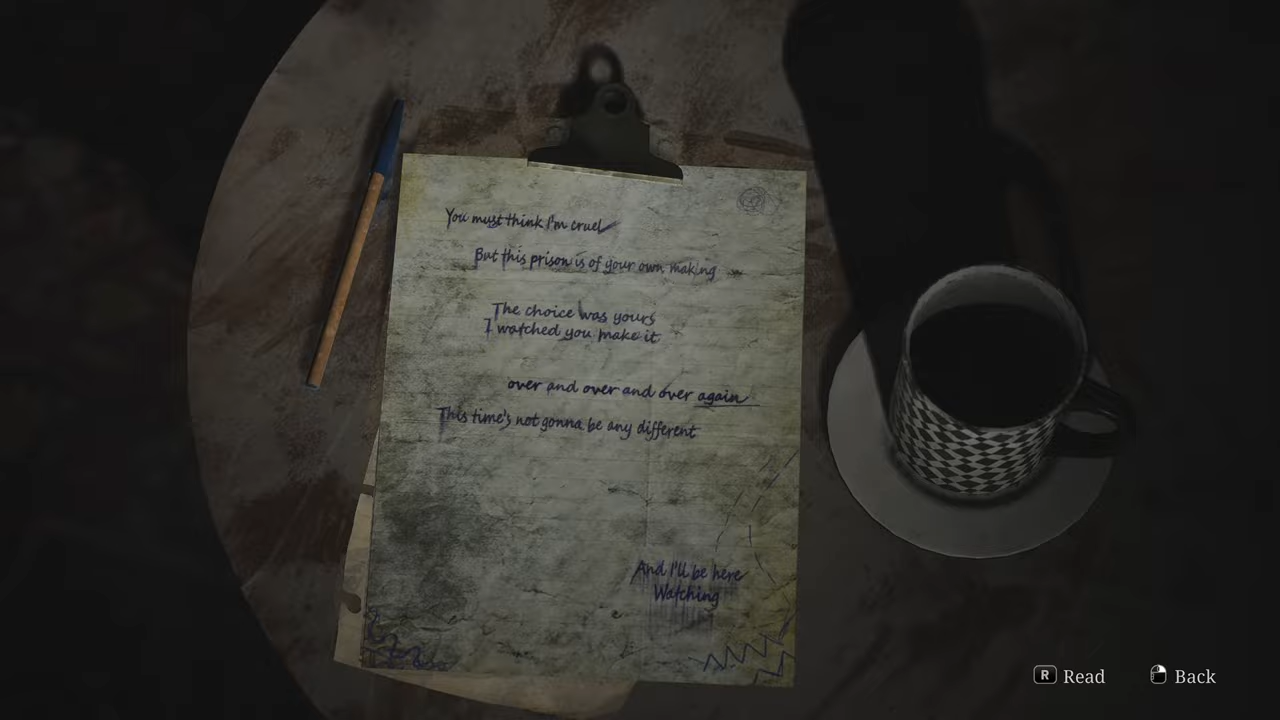 You must think I'm cruel
But this prison is of your own making
The choice was yours
I watched you make it
over and over and over again
This time's not gonna be any different
And I'll be here
Watching
R Read
Back